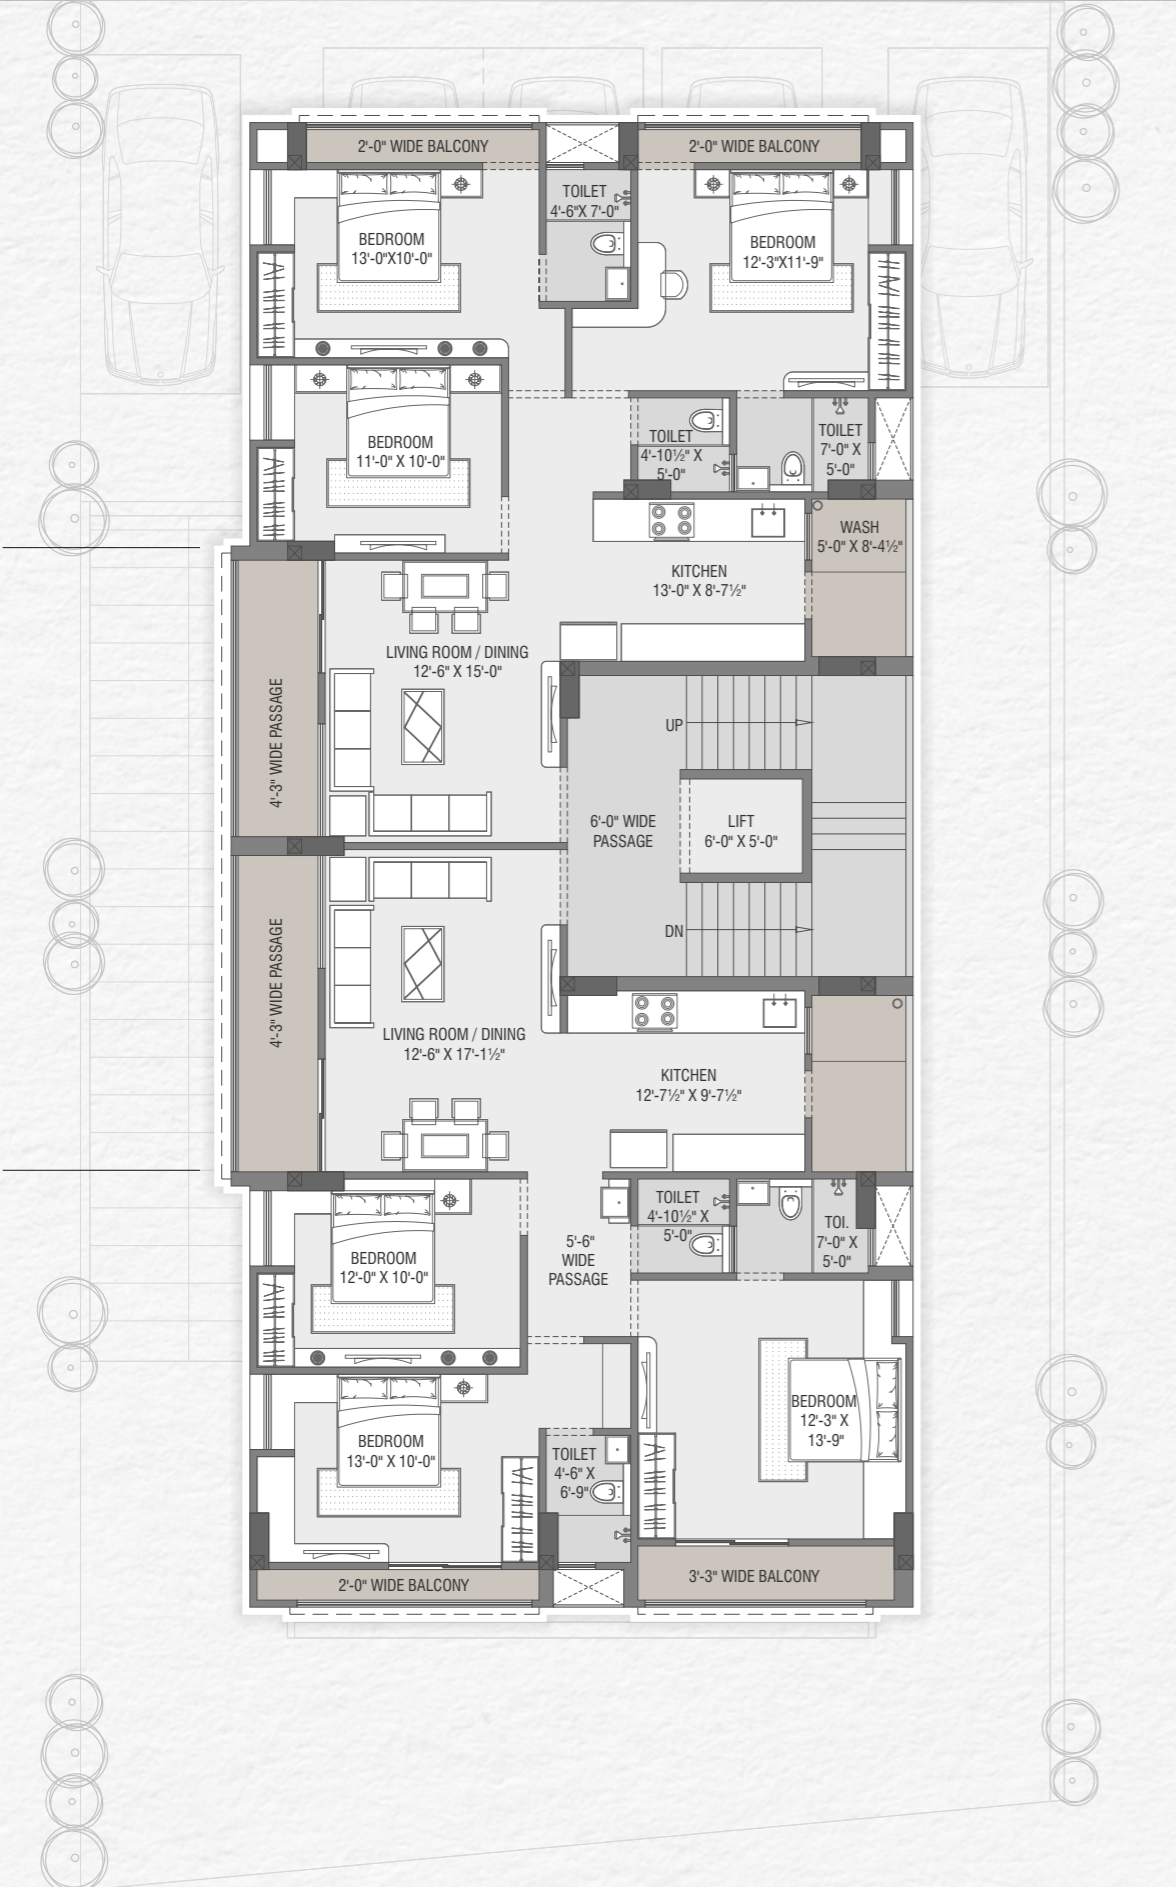 2'-0" WIDE BALCONY
2'-0" WIDE BALCONY
TOILET
4'-6"X 7'-0"
BEDROOM
13'-0"X10'-0"
BEDROOM
12'-3"X11'-9"
BEDROOM
11'-0" X 10'-0"
TOILET
4'-10½" X
5'-0"
TOILET
7'-0" X
5'-0"
WASH
5'-0" X 8'-4½"
KITCHEN
13'-0" X 8'-7½"
LIVING ROOM / DINING
12'-6" X 15'-0"
4'-3" WIDE PASSAGE
UP
6'-0" WIDE
PASSAGE
LIFT
6'-0" X 5'-0"
DN
4'-3" WIDE PASSAGE
LIVING ROOM / DINING
12'-6" X 17'-1½"
KITCHEN
12'-7½" X 9'-7½"
TOILET
4'-10½" X
5'-0"
TOI.
7'-0" X
5'-0"
5'-6"
WIDE
PASSAGE
BEDROOM
12'-0" X 10'-0"
BEDROOM
12'-3" X
13'-9"
BEDROOM
13'-0" X 10'-0"
TOILET
4'-6" X
6'-9"
2'-0" WIDE BALCONY
3'-3" WIDE BALCONY